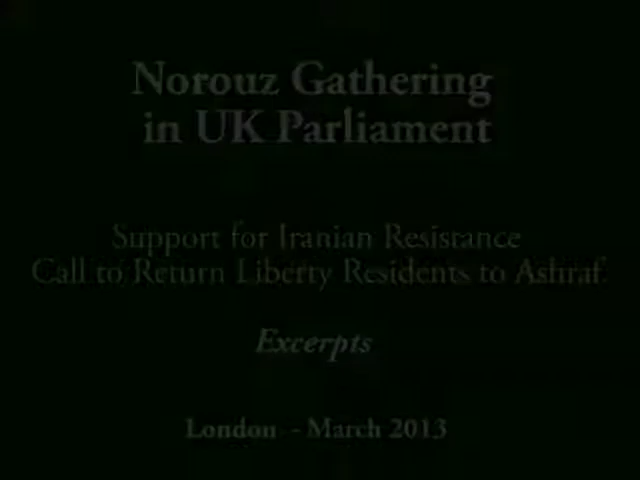 Norouz Gathering
in UK Parliament
Support for Iranian Resistance
Call to Return Liberty Residents to Ashraf
Excerpts
London - March 2013